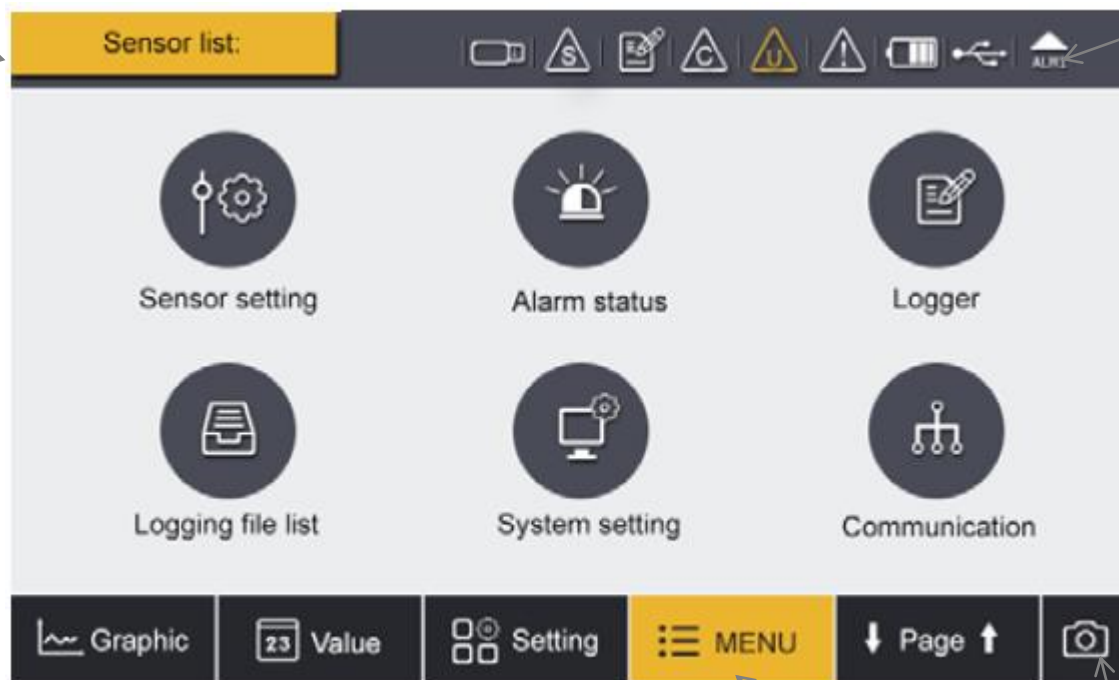 Sensor list:
S C U ! ALM1
Sensor setting Alarm status Logger
Logging file list System setting Communication
Graphic 23 Value Setting MENU Page